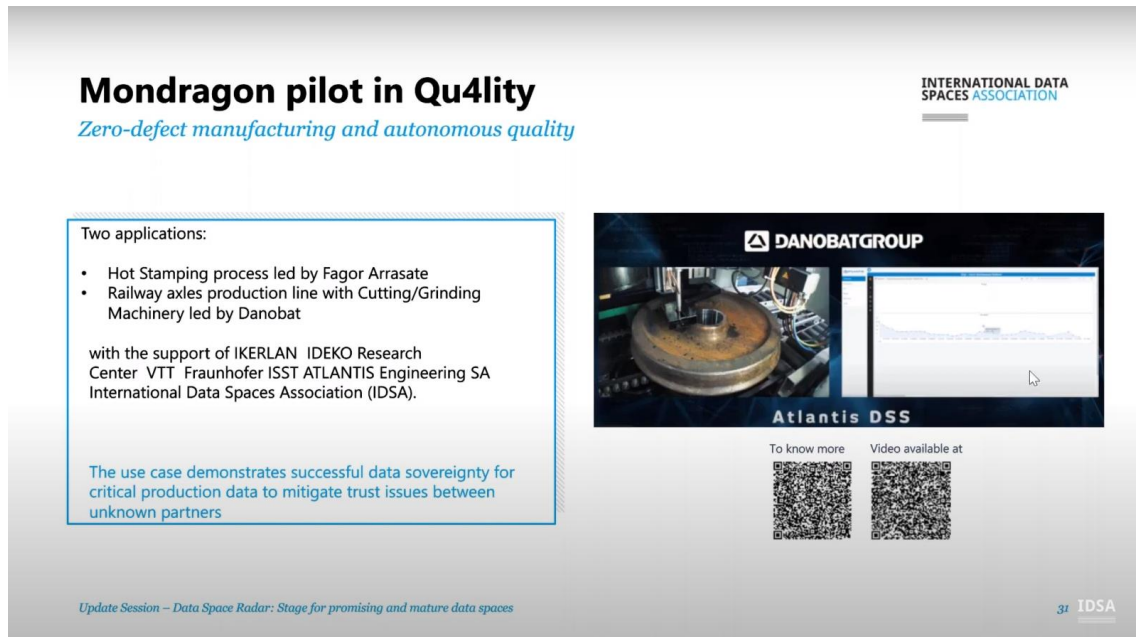 Mondragon pilot in Qu4lity
Zero-defect manufacturing and autonomous quality
INTERNATIONAL DATA
SPACES ASSOCIATION
Two applications:
• Hot Stamping process led by Fagor Arrasate
• Railway axles production line with Cutting/Grinding
Machinery led by Danobat
with the support of IKERLAN IDEKO Research
Center VTT Fraunhofer ISST ATLANTIS Engineering SA
International Data Spaces Association (IDSA).
The use case demonstrates successful data sovereignty for
critical production data to mitigate trust issues between
unknown partners
DANOBATGROUP
Atlantis DSS
To know more
Video available at
Update Session – Data Space Radar: Stage for promising and mature data spaces
31 IDSA